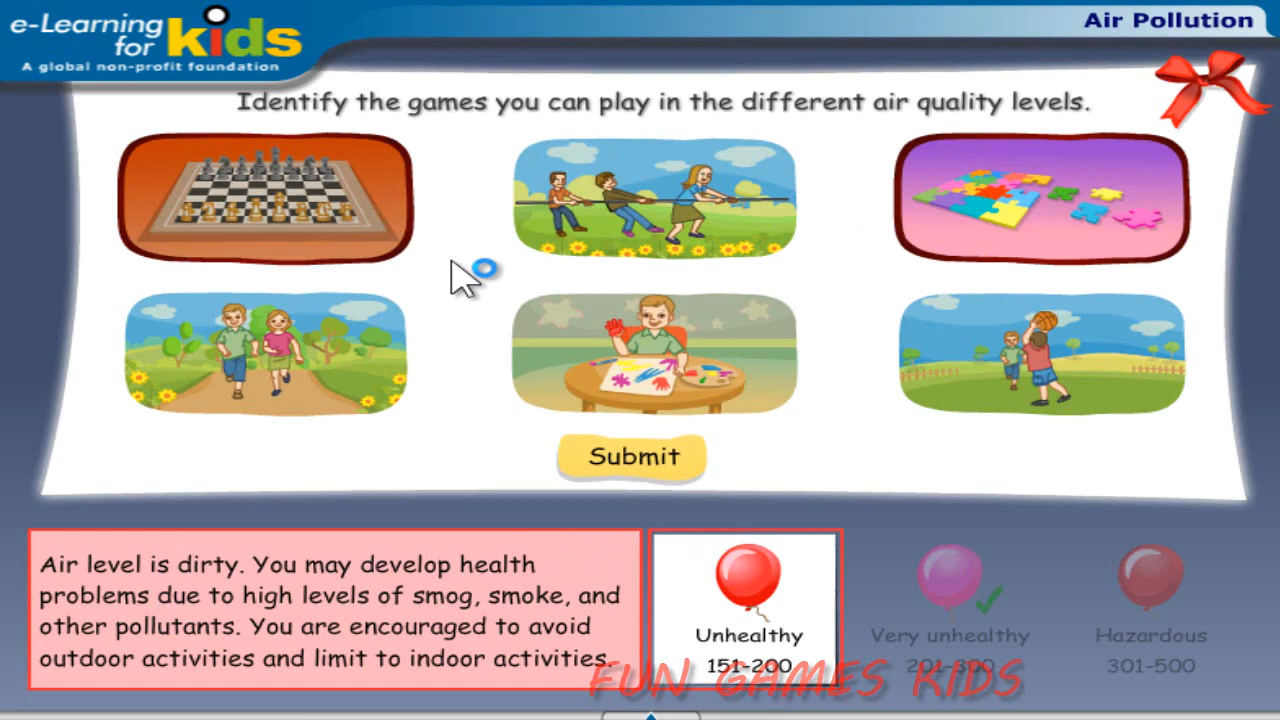 e-Learning
for kids
A global non-profit foundation
Air Pollution
Identify the games you can play in the different air quality levels.
Submit
Air level is dirty. You may develop health
problems due to high levels of smog, smoke, and
other pollutants. You are encouraged to avoid
outdoor activities and limit to indoor activities.
Unhealthy
151-200
Very unhealthy
201-300
Hazardous
301-500
FUN GAMES KIDS